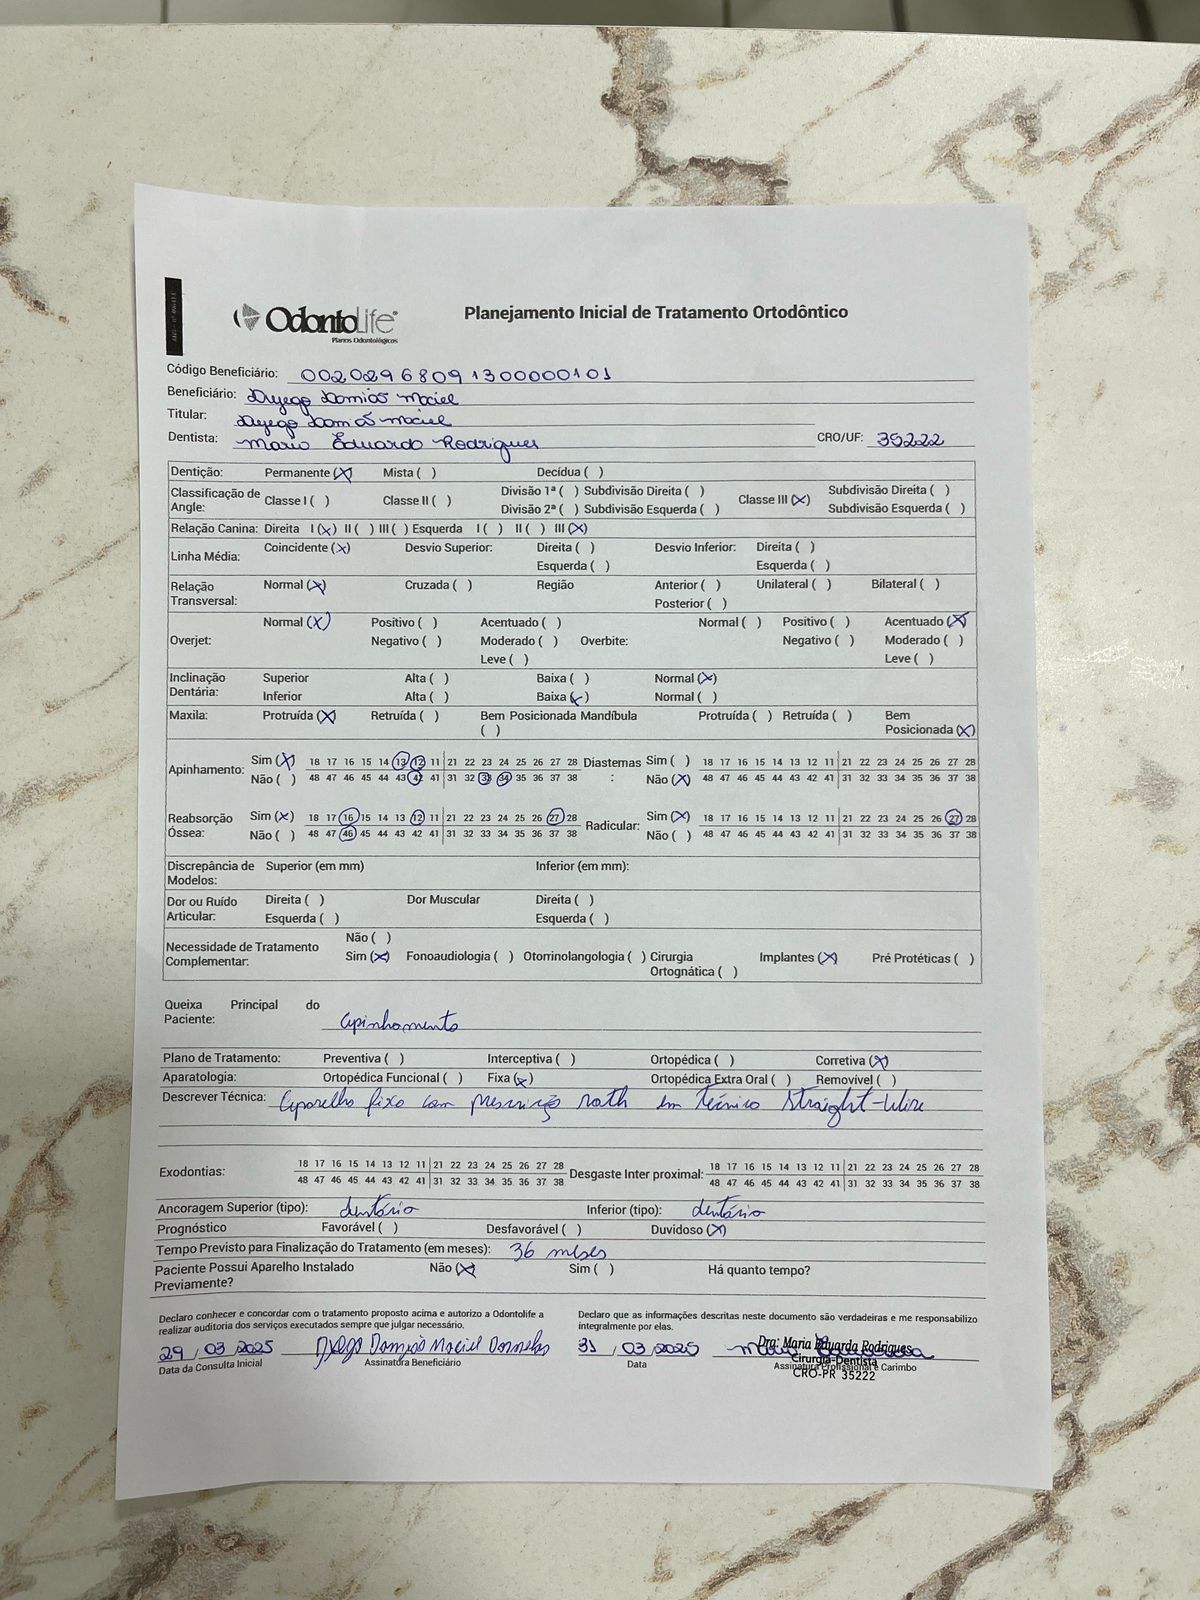 OdontoLife
Planos Odontológicos
Planejamento Inicial de Tratamento Ortodôntico
Código Beneficiário: 00202968091300000101
Beneficiário: Dyego Damião Maciel
Titular: Dyego Damião Maciel
Dentista: Maria Eduarda Rodrigues CRO/UF: 35222
Dentição: Permanente (X) Mista ( ) Decídua ( )
Classificação de Angle: Classe I ( ) Classe II ( ) Divisão 1ª ( ) Subdivisão Direita ( ) Classe III (X) Subdivisão Direita ( )
Divisão 2ª ( ) Subdivisão Esquerda ( ) Subdivisão Esquerda ( )
Relação Canina: Direita I (X) II ( ) III ( ) Esquerda I ( ) II ( ) III (X)
Linha Média: Coincidente (X) Desvio Superior: Direita ( ) Desvio Inferior: Direita ( )
Esquerda ( ) Esquerda ( )
Relação Transversal: Normal (X) Cruzada ( ) Região Anterior ( ) Unilateral ( ) Bilateral ( )
Posterior ( )
Normal (X) Positivo ( ) Acentuado ( ) Normal ( ) Positivo ( ) Acentuado (X)
Overjet: Negativo ( ) Moderado ( ) Overbite: Negativo ( ) Moderado ( )
Leve ( ) Leve ( )
Inclinação Dentária: Superior Alta ( ) Baixa ( ) Normal (X)
Inferior Alta ( ) Baixa (X) Normal ( )
Maxila: Protruída (X) Retruída ( ) Bem Posicionada ( ) Mandíbula Protruída ( ) Retruída ( ) Bem Posicionada (X)
Apinhamento: Sim (X) 18 17 16 15 14 13 12 11 21 22 23 24 25 26 27 28 Diastemas: Sim ( ) 18 17 16 15 14 13 12 11 21 22 23 24 25 26 27 28
Não ( ) 48 47 46 45 44 43 42 41 31 32 33 34 35 36 37 38 Não (X) 48 47 46 45 44 43 42 41 31 32 33 34 35 36 37 38
Reabsorção Óssea: Sim (X) 18 17 16 15 14 13 12 11 21 22 23 24 25 26 27 28 Radicular: Sim (X) 18 17 16 15 14 13 12 11 21 22 23 24 25 26 27 28
Não ( ) 48 47 46 45 44 43 42 41 31 32 33 34 35 36 37 38 Não ( ) 48 47 46 45 44 43 42 41 31 32 33 34 35 36 37 38
Discrepância de Modelos: Superior (em mm) Inferior (em mm):
Dor ou Ruído Articular: Direita ( ) Dor Muscular Direita ( )
Esquerda ( ) Esquerda ( )
Necessidade de Tratamento Complementar: Não ( )
Sim (X) Fonoaudiologia ( ) Otorrinolangologia ( ) Cirurgia Ortognática ( ) Implantes (X) Pré Protéticas ( )
Queixa Principal do Paciente: Apinhamento
Plano de Tratamento: Preventiva ( ) Interceptiva ( ) Ortopédica ( ) Corretiva (X)
Aparatologia: Ortopédica Funcional ( ) Fixa (X) Ortopédica Extra Oral ( ) Removível ( )
Descrever Técnica: Aparelho fixo com prescrição roth em Técnica Straight-Wire
Exodontias: 18 17 16 15 14 13 12 11 21 22 23 24 25 26 27 28 Desgaste Inter proximal: 18 17 16 15 14 13 12 11 21 22 23 24 25 26 27 28
48 47 46 45 44 43 42 41 31 32 33 34 35 36 37 38 48 47 46 45 44 43 42 41 31 32 33 34 35 36 37 38
Ancoragem Superior (tipo): dentária Inferior (tipo): dentária
Prognóstico Favorável ( ) Desfavorável ( ) Duvidoso (X)
Tempo Previsto para Finalização do Tratamento (em meses): 36 meses
Paciente Possui Aparelho Instalado Previamente? Não (X) Sim ( ) Há quanto tempo?
Declaro conhecer e concordar com o tratamento proposto acima e autorizo a Odontolife a
realizar auditoria dos serviços executados sempre que julgar necessário.
Declaro que as informações descritas neste documento são verdadeiras e me responsabilizo
integralmente por elas.
29/03/2025 Dyego Damião Maciel Dornelas 31/03/2025
Data da Consulta Inicial Assinatura Beneficiário Data Assinatura Profissional e Carimbo
Dra: Maria Eduarda Rodrigues
Cirurgiã-Dentista
CRO-PR 35222